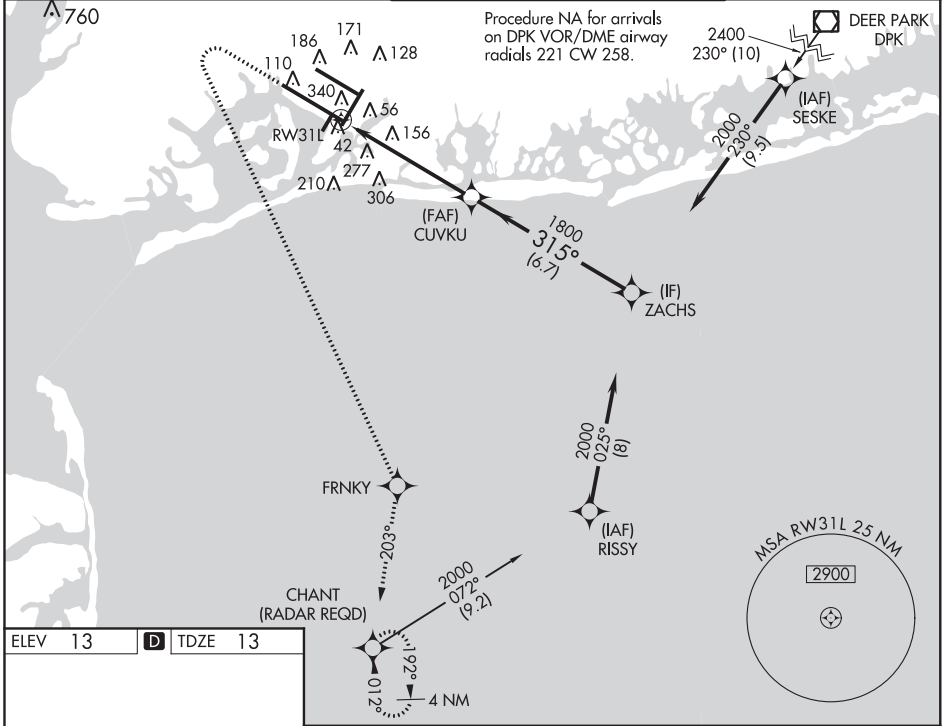 760
Procedure NA for arrivals
on DPK VOR/DME airway
radials 221 CW 258.
2400
230° (10)
DEER PARK
DPK
(IAF)
SESKE
2000
230°
(9.5)
171
186
128
110
340
56
RW31L
42
156
277
210
306
(FAF)
CUVKU
1800
315°
(6.7)
(IF)
ZACHS
2000
025°
(8)
(IAF)
RISSY
FRNKY
203°
CHANT
(RADAR REQD)
2000
072°
(9.2)
192°
012°
4 NM
MSA RW31L 25 NM
2900
ELEV 13 D TDZE 13